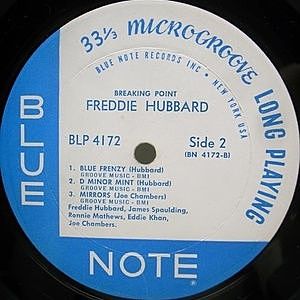 33 1/3 MICROGROOVE LONG PLAYING
BLUE NOTE RECORDS INC • NEW YORK USA
BREAKING POINT
FREDDIE HUBBARD
BLP 4172
Side 2
(BN 4172-B)
1. BLUE FRENZY (Hubbard)
GROOVE MUSIC - BMI
2. D MINOR MINT (Hubbard)
GROOVE MUSIC - BMI
3. MIRRORS (Joe Chambers)
GROOVE MUSIC - BMI
Freddie Hubbard, James Spaulding,
Ronnie Mathews, Eddie Khan,
Joe Chambers.
BLUE
NOTE
®